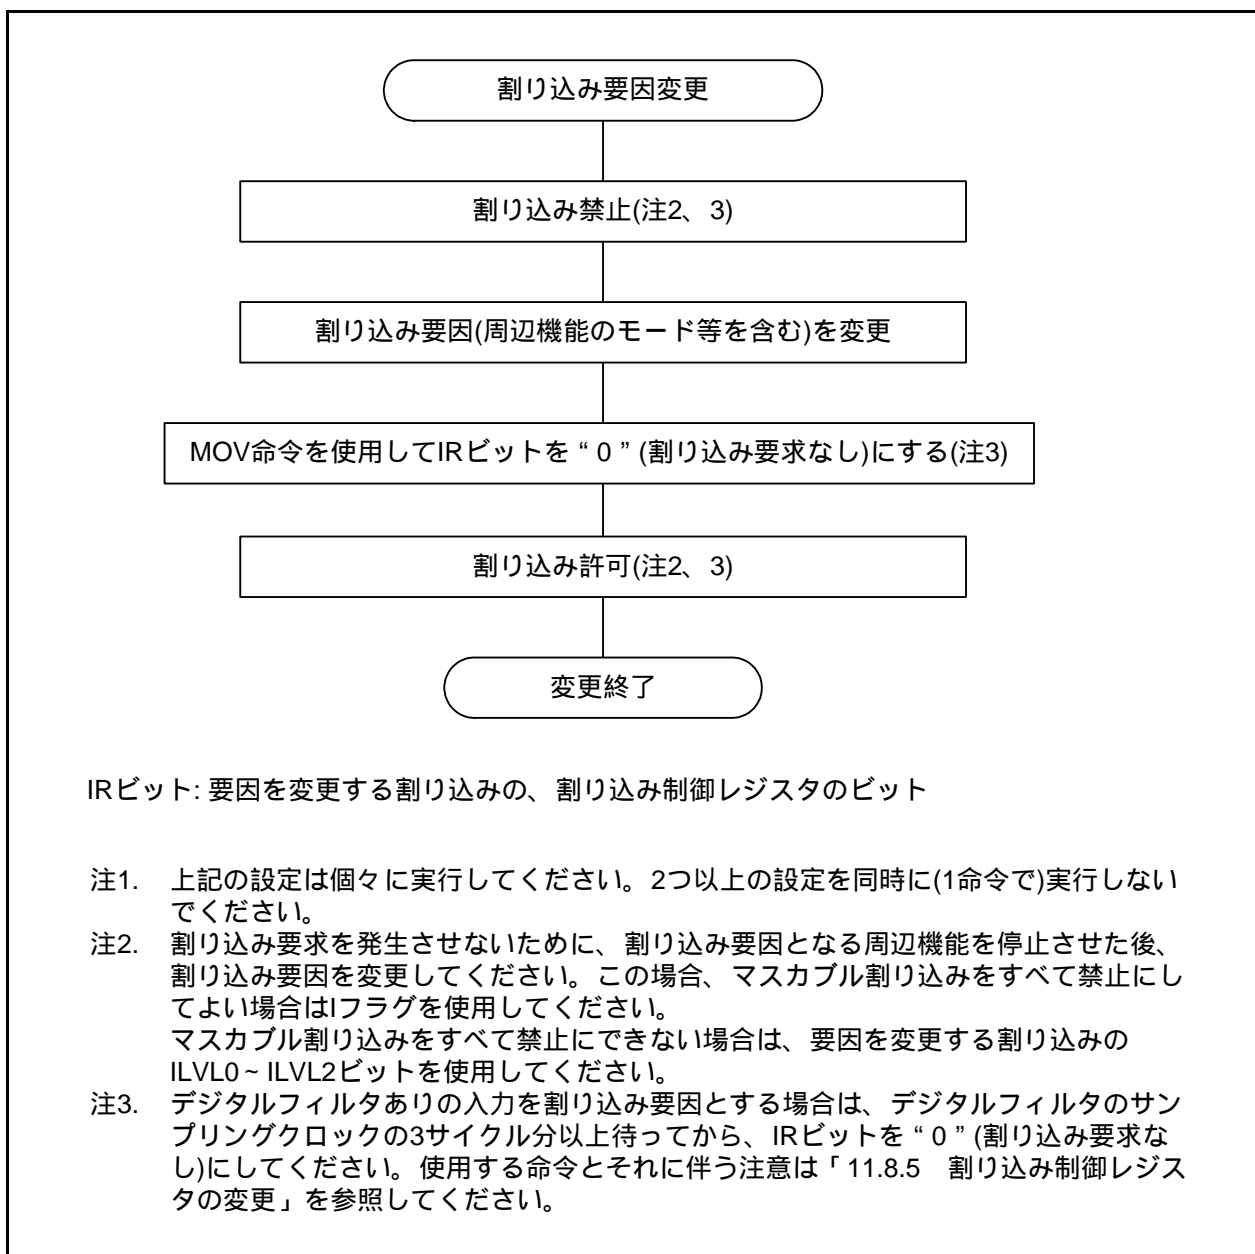 割り込み要因変更
割り込み禁止(注2、3)
割り込み要因(周辺機能のモード等を含む)を変更
MOV命令を使用してIRビットを“0”(割り込み要求なし)にする(注3)
割り込み許可(注2、3)
変更終了
IRビット: 要因を変更する割り込みの、割り込み制御レジスタのビット
注1. 上記の設定は個々に実行してください。2つ以上の設定を同時に(1命令で)実行しない
でください。
注2. 割り込み要求を発生させないために、割り込み要因となる周辺機能を停止させた後、
割り込み要因を変更してください。この場合、マスカブル割り込みをすべて禁止にし
てよい場合はIフラグを使用してください。
マスカブル割り込みをすべて禁止にできない場合は、要因を変更する割り込みの
ILVL0~ILVL2ビットを使用してください。
注3. デジタルフィルタありの入力を割り込み要因とする場合は、デジタルフィルタのサン
プリングクロックの3サイクル分以上待ってから、IRビットを“0”(割り込み要求な
し)にしてください。使用する命令とそれに伴う注意は「11.8.5 割り込み制御レジス
タの変更」を参照してください。